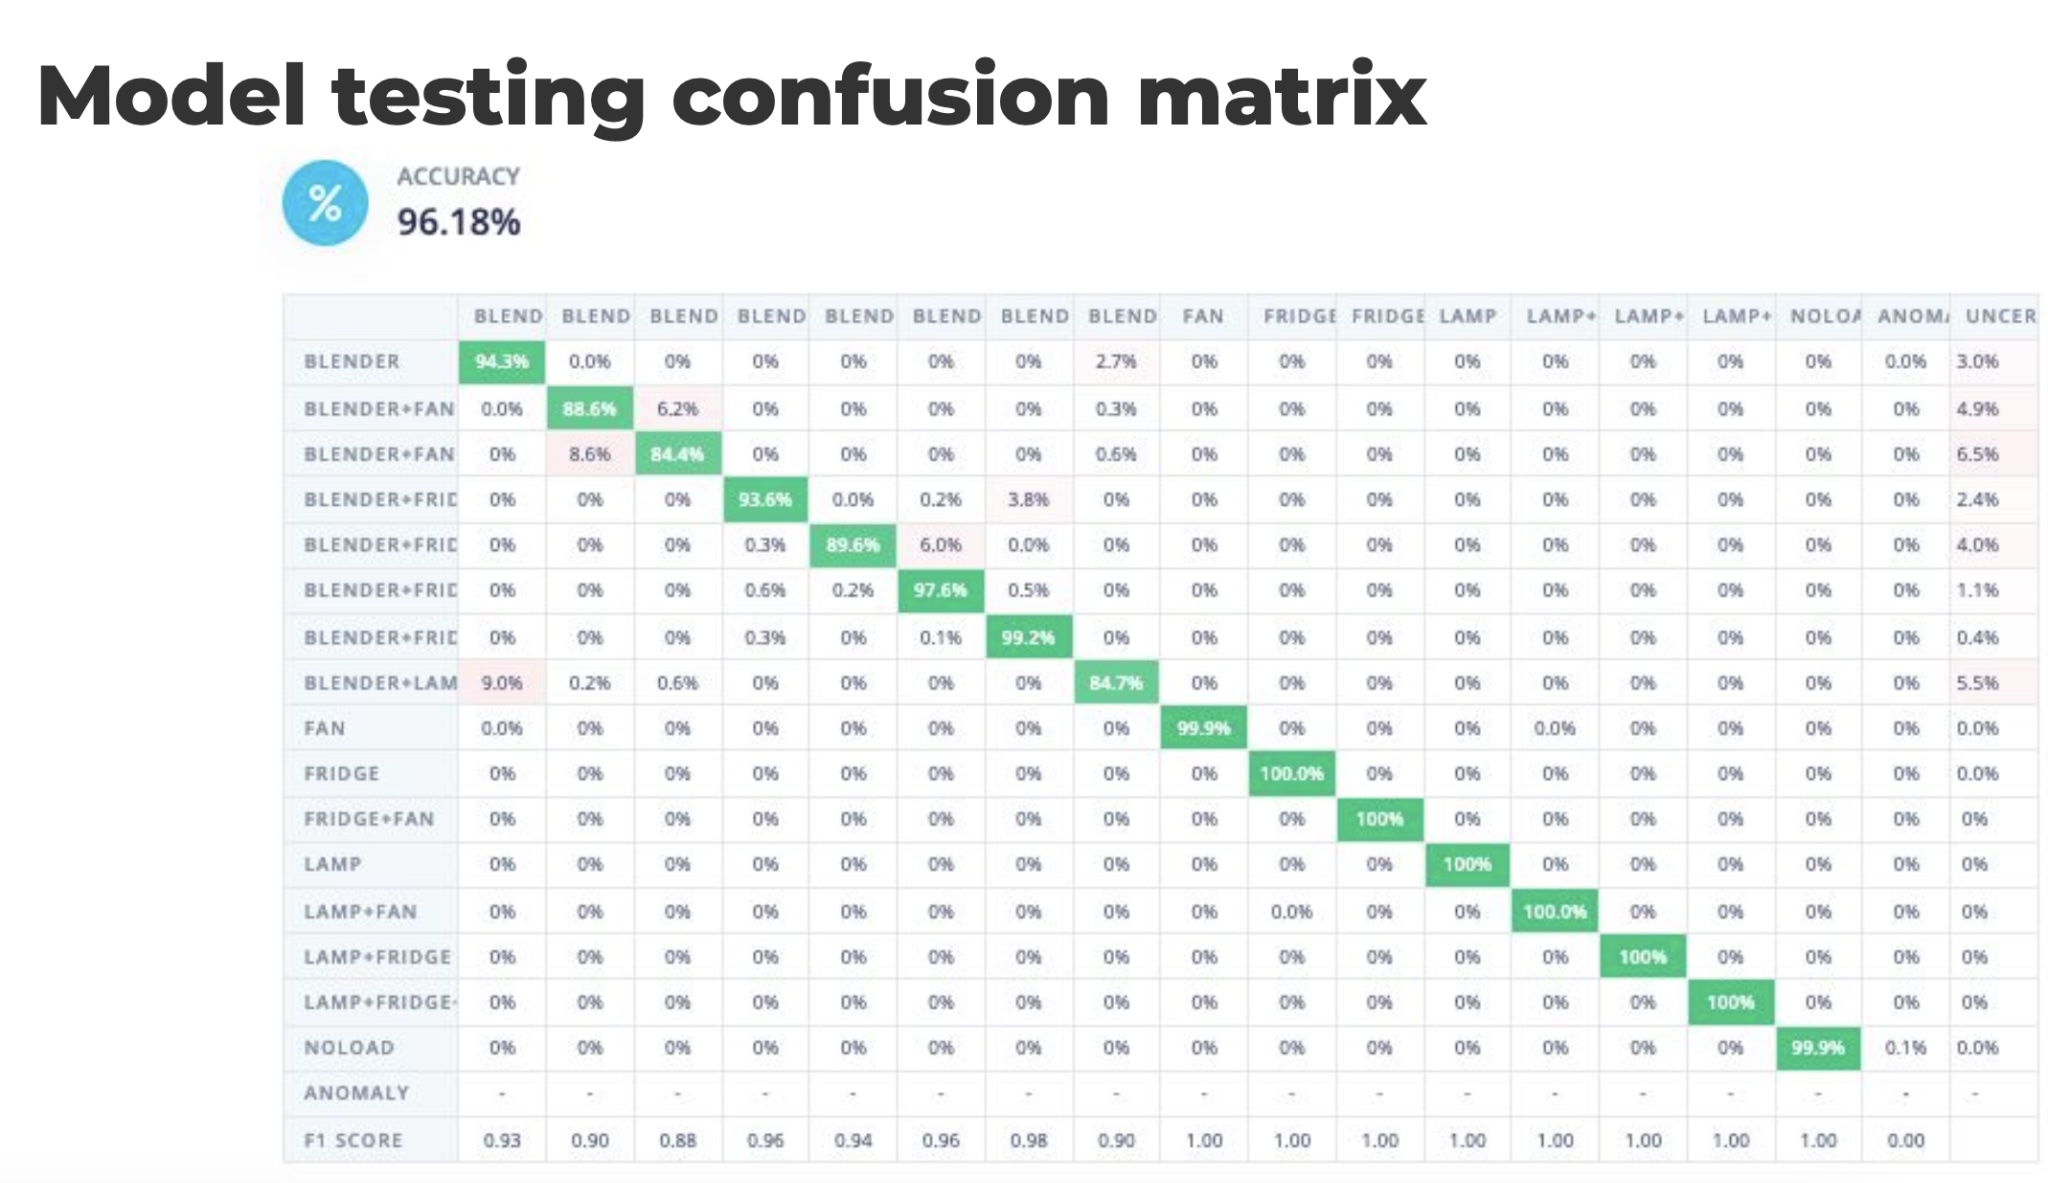 Model testing confusion matrix
%
ACCURACY
96.18%
BLEND BLEND BLEND BLEND BLEND BLEND BLEND BLEND FAN FRIDGE FRIDGE LAMP LAMP+ LAMP+ LAMP+ NOLOA ANOMA UNCER
BLENDER 94.3% 0.0% 0% 0% 0% 0% 0% 2.7% 0% 0% 0% 0% 0% 0% 0% 0% 0.0% 3.0%
BLENDER+FAN 0.0% 88.6% 6.2% 0% 0% 0% 0% 0.3% 0% 0% 0% 0% 0% 0% 0% 0% 0% 4.9%
BLENDER+FAN 0% 8.6% 84.4% 0% 0% 0% 0% 0.6% 0% 0% 0% 0% 0% 0% 0% 0% 0% 6.5%
BLENDER+FRID 0% 0% 0% 93.6% 0.0% 0.2% 3.8% 0% 0% 0% 0% 0% 0% 0% 0% 0% 0% 2.4%
BLENDER+FRID 0% 0% 0% 0.3% 89.6% 6.0% 0.0% 0% 0% 0% 0% 0% 0% 0% 0% 0% 0% 4.0%
BLENDER+FRID 0% 0% 0% 0.6% 0.2% 97.6% 0.5% 0% 0% 0% 0% 0% 0% 0% 0% 0% 0% 1.1%
BLENDER+FRID 0% 0% 0% 0.3% 0% 0.1% 99.2% 0% 0% 0% 0% 0% 0% 0% 0% 0% 0% 0.4%
BLENDER+LAM 9.0% 0.2% 0.6% 0% 0% 0% 0% 84.7% 0% 0% 0% 0% 0% 0% 0% 0% 0% 5.5%
FAN 0.0% 0% 0% 0% 0% 0% 0% 0% 99.9% 0% 0% 0% 0.0% 0% 0% 0% 0% 0.0%
FRIDGE 0% 0% 0% 0% 0% 0% 0% 0% 0% 100.0% 0% 0% 0% 0% 0% 0% 0% 0.0%
FRIDGE+FAN 0% 0% 0% 0% 0% 0% 0% 0% 0% 0% 100% 0% 0% 0% 0% 0% 0% 0%
LAMP 0% 0% 0% 0% 0% 0% 0% 0% 0% 0% 0% 100% 0% 0% 0% 0% 0% 0%
LAMP+FAN 0% 0% 0% 0% 0% 0% 0% 0% 0% 0.0% 0% 0% 100.0% 0% 0% 0% 0% 0%
LAMP+FRIDGE 0% 0% 0% 0% 0% 0% 0% 0% 0% 0% 0% 0% 0% 100% 0% 0% 0% 0%
LAMP+FRIDGE+ 0% 0% 0% 0% 0% 0% 0% 0% 0% 0% 0% 0% 0% 0% 100% 0% 0% 0%
NOLOAD 0% 0% 0% 0% 0% 0% 0% 0% 0% 0% 0% 0% 0% 0% 0% 99.9% 0.1% 0.0%
ANOMALY - - - - - - - - - - - - - - - - - -
F1 SCORE 0.93 0.90 0.88 0.96 0.94 0.96 0.98 0.90 1.00 1.00 1.00 1.00 1.00 1.00 1.00 1.00 0.00